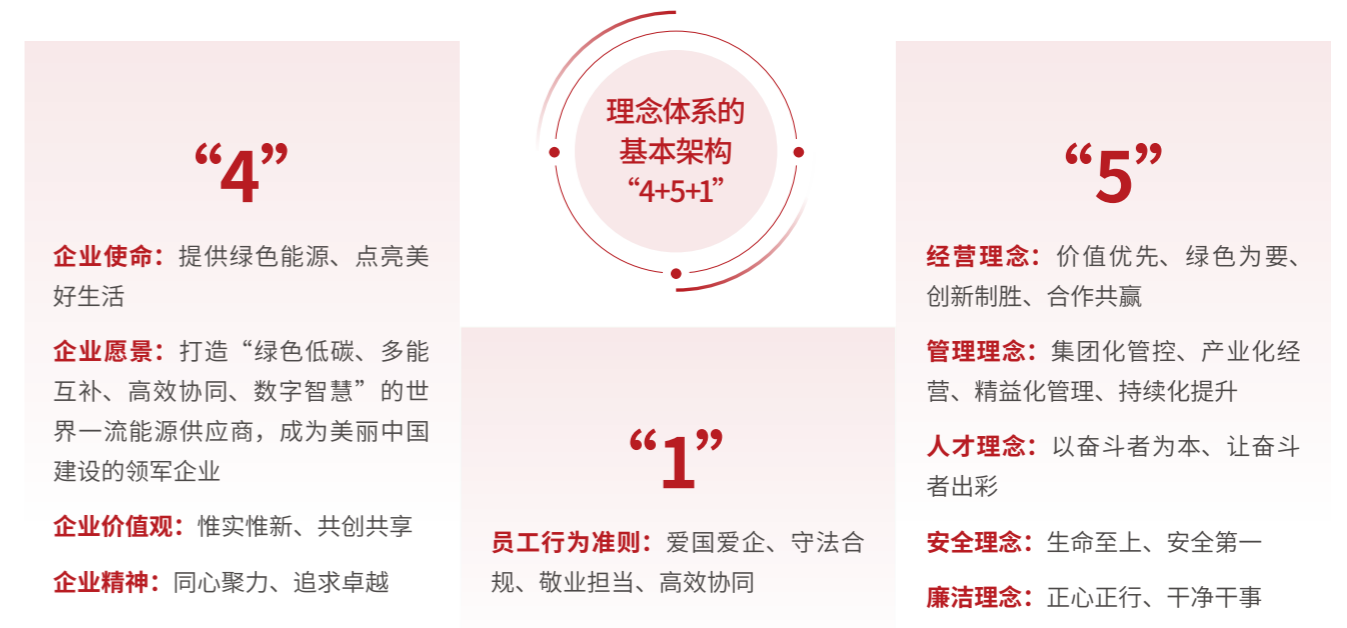 理念体系的
基本架构
“4+5+1”
“4”
企业使命：提供绿色能源、点亮美
好生活
企业愿景：打造“绿色低碳、多能
互补、高效协同、数字智慧”的世
界一流能源供应商，成为美丽中国
建设的领军企业
企业价值观：惟实惟新、共创共享
企业精神：同心聚力、追求卓越
“1”
员工行为准则：爱国爱企、守法合
规、敬业担当、高效协同
“5”
经营理念：价值优先、绿色为要、
创新制胜、合作共赢
管理理念：集团化管控、产业化经
营、精益化管理、持续化提升
人才理念：以奋斗者为本、让奋斗
者出彩
安全理念：生命至上、安全第一
廉洁理念：正心正行、干净干事